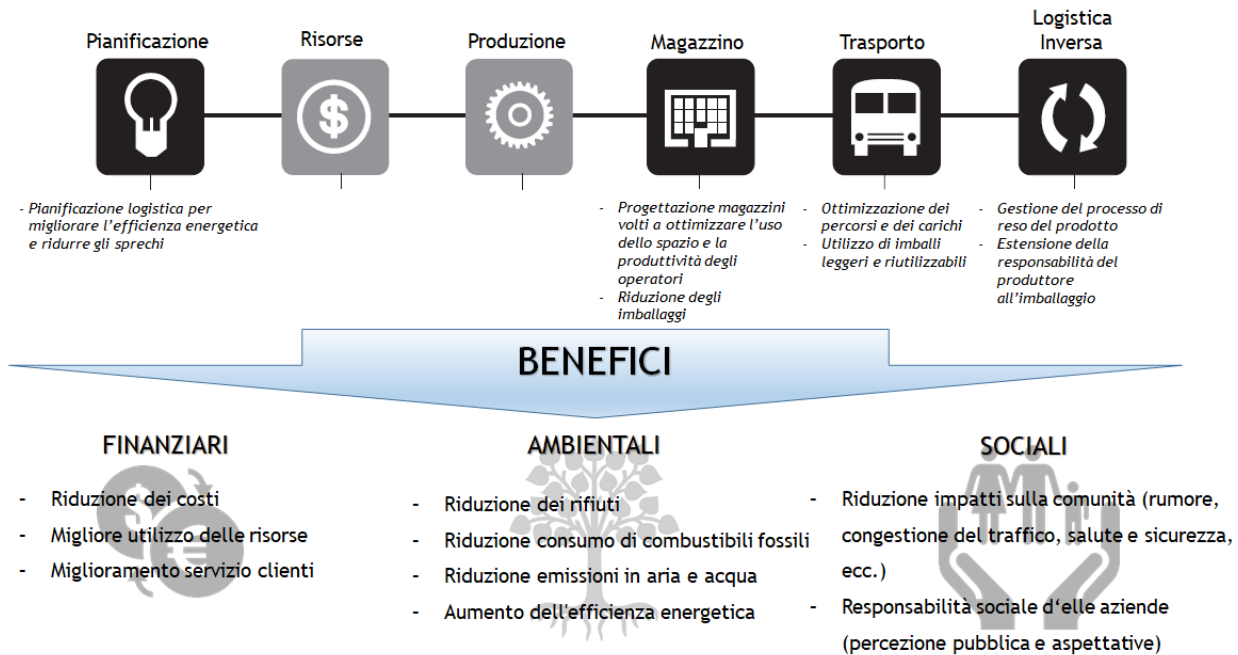 Pianificazione
Risorse
Produzione
Magazzino
Trasporto
Logistica
Inversa
$
- Pianificazione logistica per
migliorare l'efficienza energetica
e ridurre gli sprechi
- Progettazione magazzini
volti a ottimizzare l'uso
dello spazio e la
produttività degli
operatori
- Riduzione degli
imballaggi
- Ottimizzazione dei
percorsi e dei carichi
- Utilizzo di imballi
leggeri e riutilizzabili
- Gestione del processo di
reso del prodotto
- Estensione della
responsabilità del
produttore
all'imballaggio
BENEFICI
FINANZIARI
- Riduzione dei costi
- Migliore utilizzo delle risorse
- Miglioramento servizio clienti
$
€
AMBIENTALI
- Riduzione dei rifiuti
- Riduzione consumo di combustibili fossili
- Riduzione emissioni in aria e acqua
- Aumento dell'efficienza energetica
SOCIALI
- Riduzione impatti sulla comunità (rumore,
congestione del traffico, salute e sicurezza,
ecc.)
- Responsabilità sociale d'elle aziende
(percezione pubblica e aspettative)